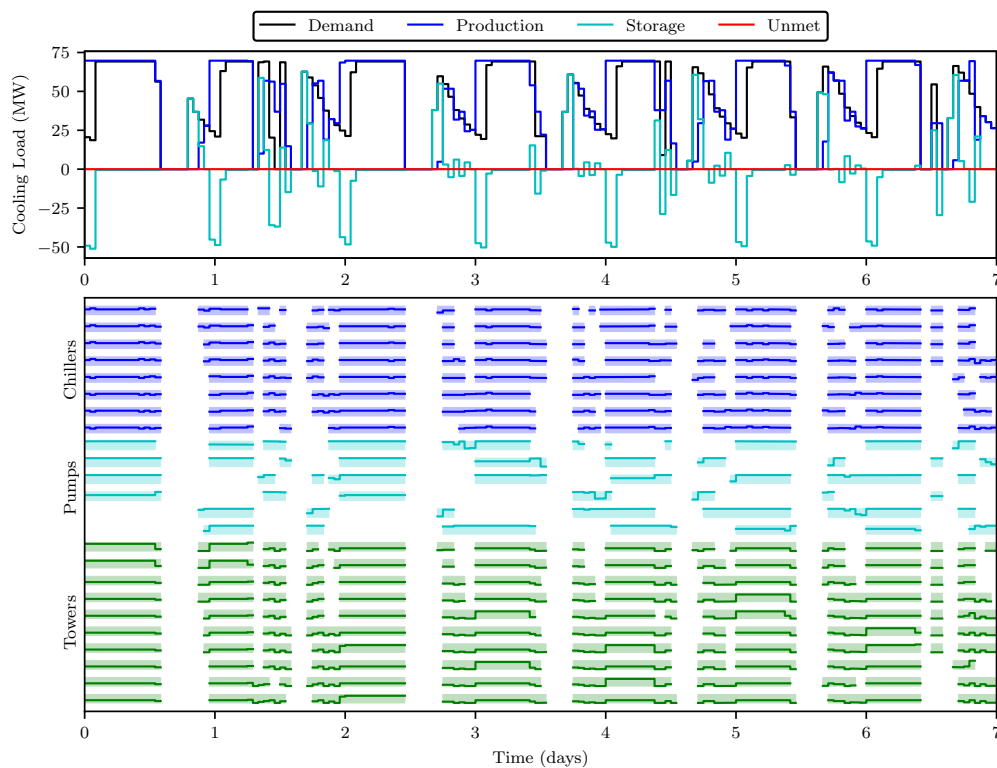 Demand Production Storage Unmet
75
50
25
0
−25
−50
Cooling Load (MW)
0 1 2 3 4 5 6 7
Chillers
Pumps
Towers
0 1 2 3 4 5 6 7
Time (days)